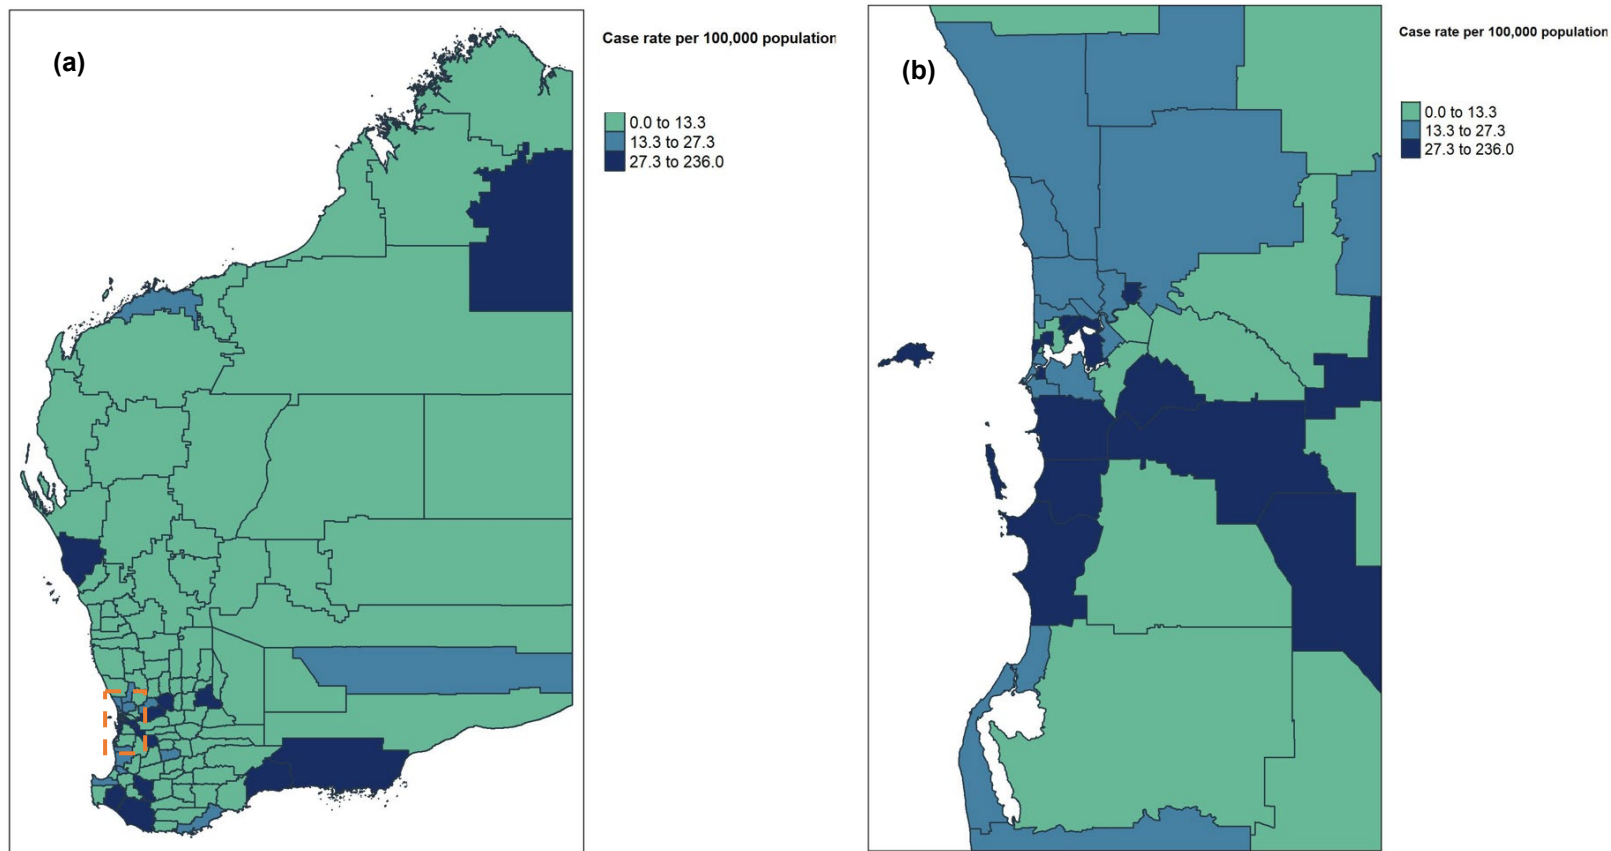 (a)
Case rate per 100,000 population
0.0 to 13.3
13.3 to 27.3
27.3 to 236.0
(b)
Case rate per 100,000 population
0.0 to 13.3
13.3 to 27.3
27.3 to 236.0